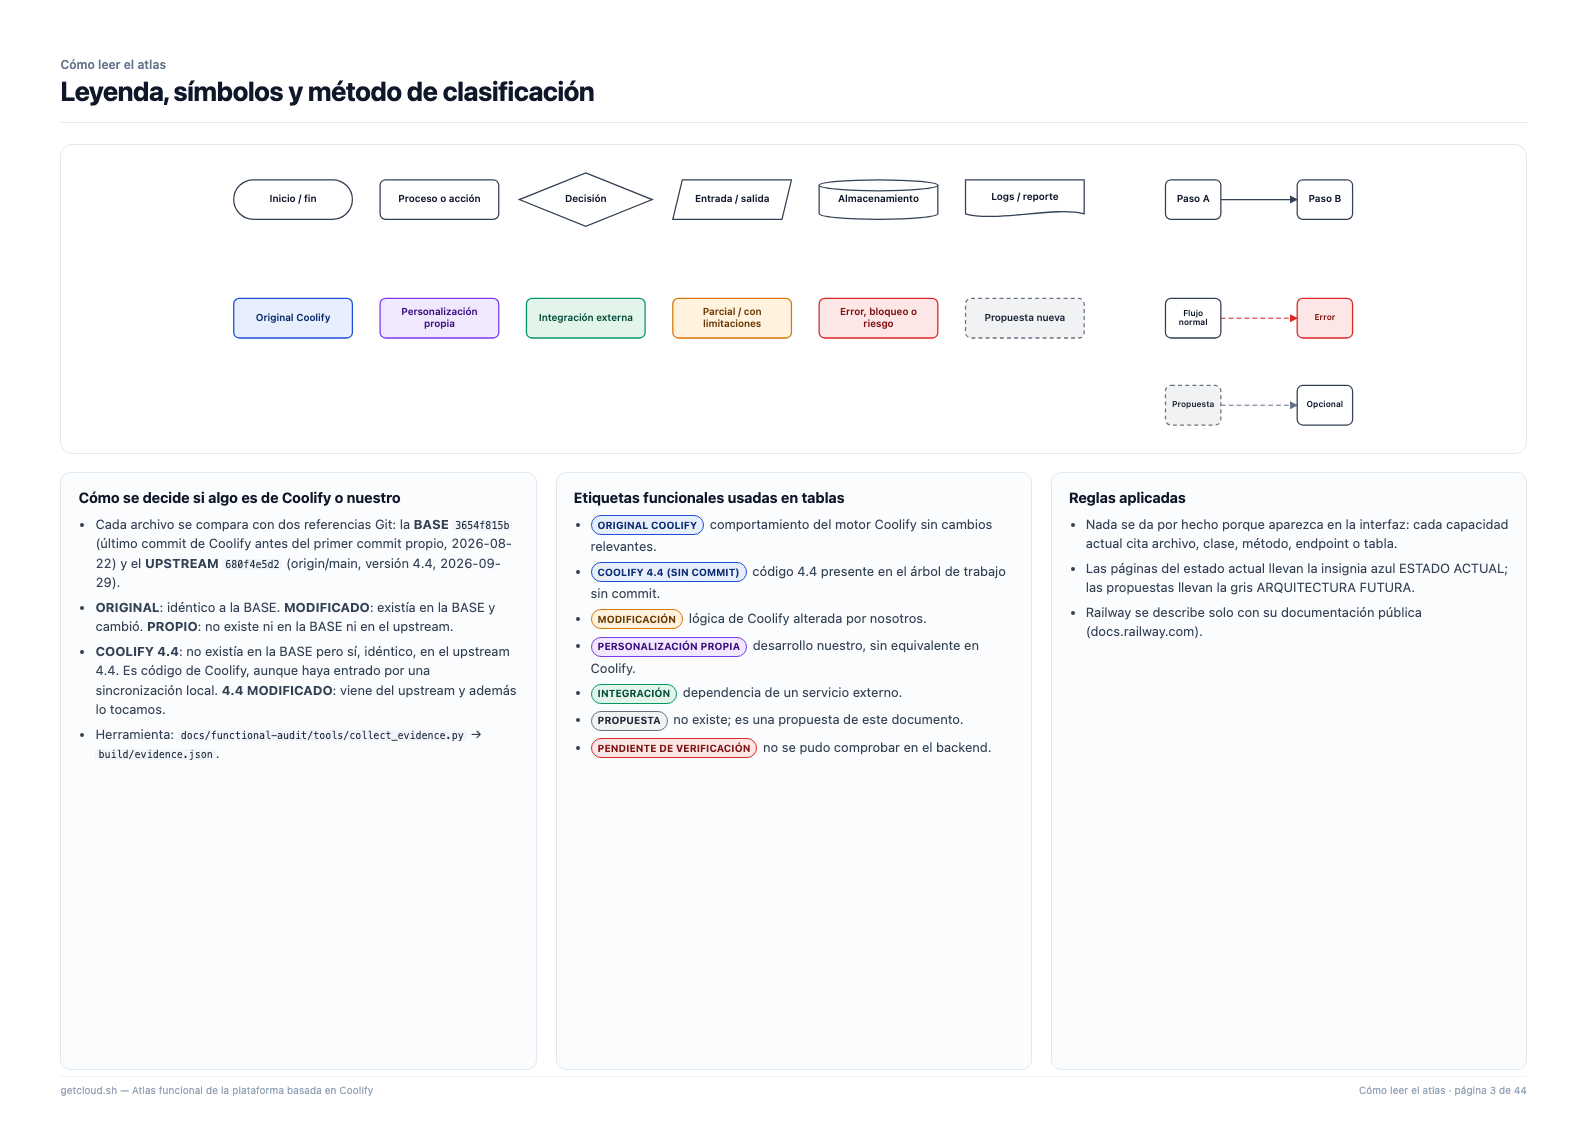 Cómo leer el atlas
Leyenda, símbolos y método de clasificación
Inicio / fin
Proceso o acción
Decisión
Entrada / salida
Almacenamiento
Logs / reporte
Paso A
Paso B
Original Coolify
Personalización
propia
Integración externa
Parcial / con
limitaciones
Error, bloqueo o
riesgo
Propuesta nueva
Flujo
normal
Error
Propuesta
Opcional
Cómo se decide si algo es de Coolify o nuestro
• Cada archivo se compara con dos referencias Git: la BASE 3654f815b
(último commit de Coolify antes del primer commit propio, 2026-08-
22) y el UPSTREAM 680f4e5d2 (origin/main, versión 4.4, 2026-09-
29).
• ORIGINAL: idéntico a la BASE. MODIFICADO: existía en la BASE y
cambió. PROPIO: no existe ni en la BASE ni en el upstream.
• COOLIFY 4.4: no existía en la BASE pero sí, idéntico, en el upstream
4.4. Es código de Coolify, aunque haya entrado por una
sincronización local. 4.4 MODIFICADO: viene del upstream y además
lo tocamos.
• Herramienta: docs/functional-audit/tools/collect_evidence.py →
build/evidence.json.
Etiquetas funcionales usadas en tablas
• ORIGINAL COOLIFY comportamiento del motor Coolify sin cambios
relevantes.
• COOLIFY 4.4 (SIN COMMIT) código 4.4 presente en el árbol de trabajo
sin commit.
• MODIFICACIÓN lógica de Coolify alterada por nosotros.
• PERSONALIZACIÓN PROPIA desarrollo nuestro, sin equivalente en
Coolify.
• INTEGRACIÓN dependencia de un servicio externo.
• PROPUESTA no existe; es una propuesta de este documento.
• PENDIENTE DE VERIFICACIÓN no se pudo comprobar en el backend.
Reglas aplicadas
• Nada se da por hecho porque aparezca en la interfaz: cada capacidad
actual cita archivo, clase, método, endpoint o tabla.
• Las páginas del estado actual llevan la insignia azul ESTADO ACTUAL;
las propuestas llevan la gris ARQUITECTURA FUTURA.
• Railway se describe solo con su documentación pública
(docs.railway.com).
getcloud.sh — Atlas funcional de la plataforma basada en Coolify
Cómo leer el atlas · página 3 de 44